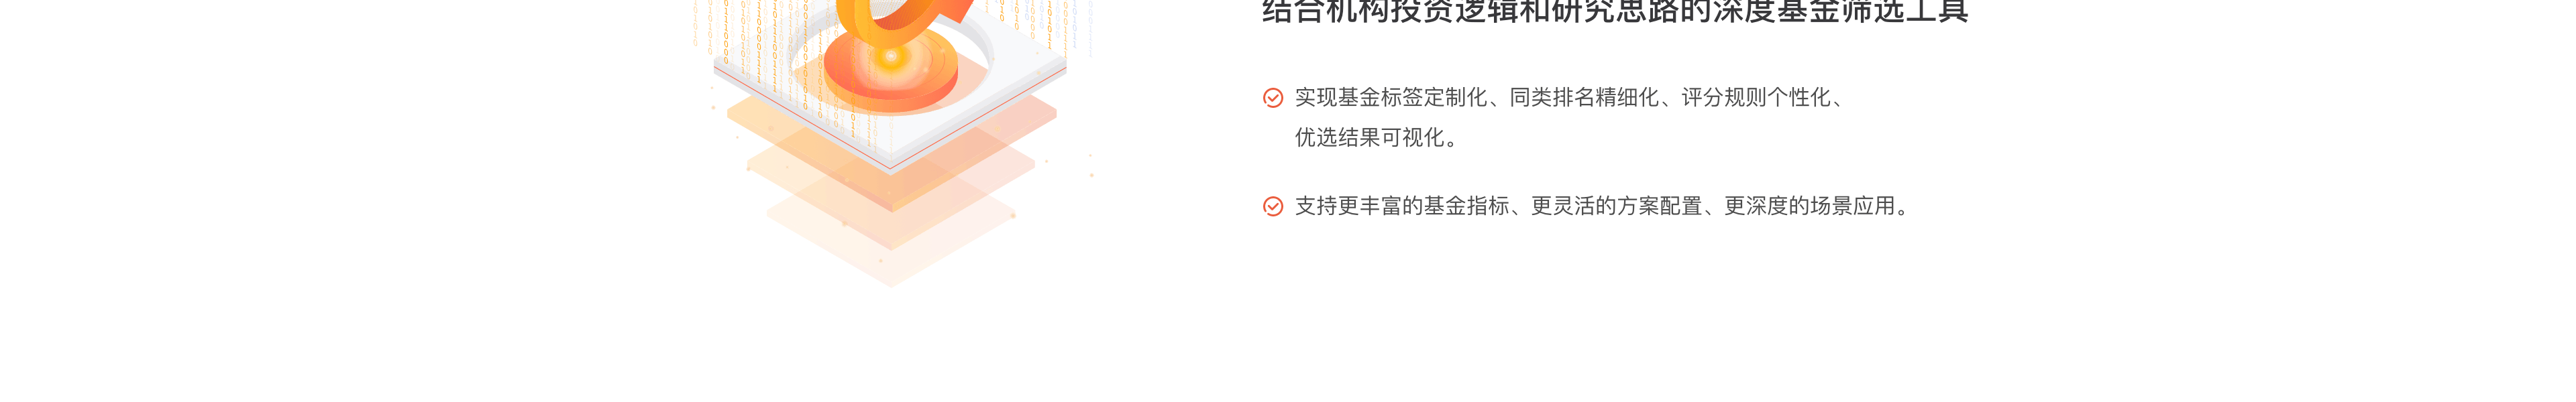 结合机构投资逻辑和研究思路的深度基金筛选工具
实现基金标签定制化、同类排名精细化、评分规则个性化、
优选结果可视化。
支持更丰富的基金指标、更灵活的方案配置、更深度的场景应用。